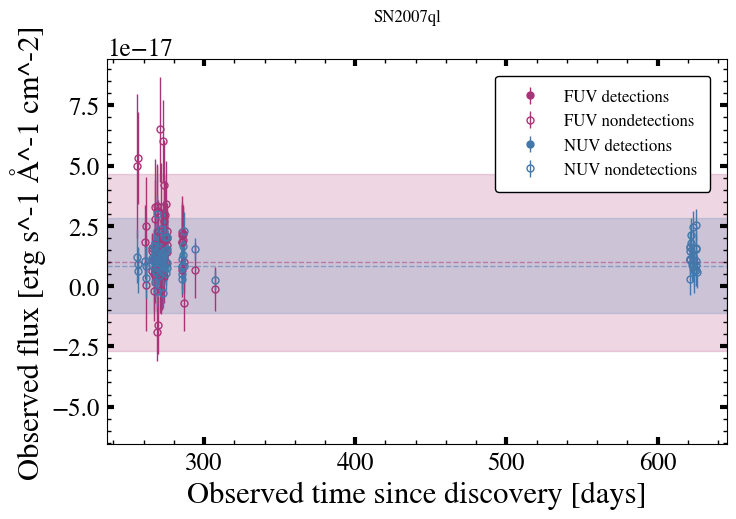 SN2007ql
1e−17
FUV detections
FUV nondetections
NUV detections
NUV nondetections
7.5
5.0
2.5
0.0
−2.5
−5.0
Observed flux [erg s^-1 Å^-1 cm^-2]
300
400
500
600
Observed time since discovery [days]